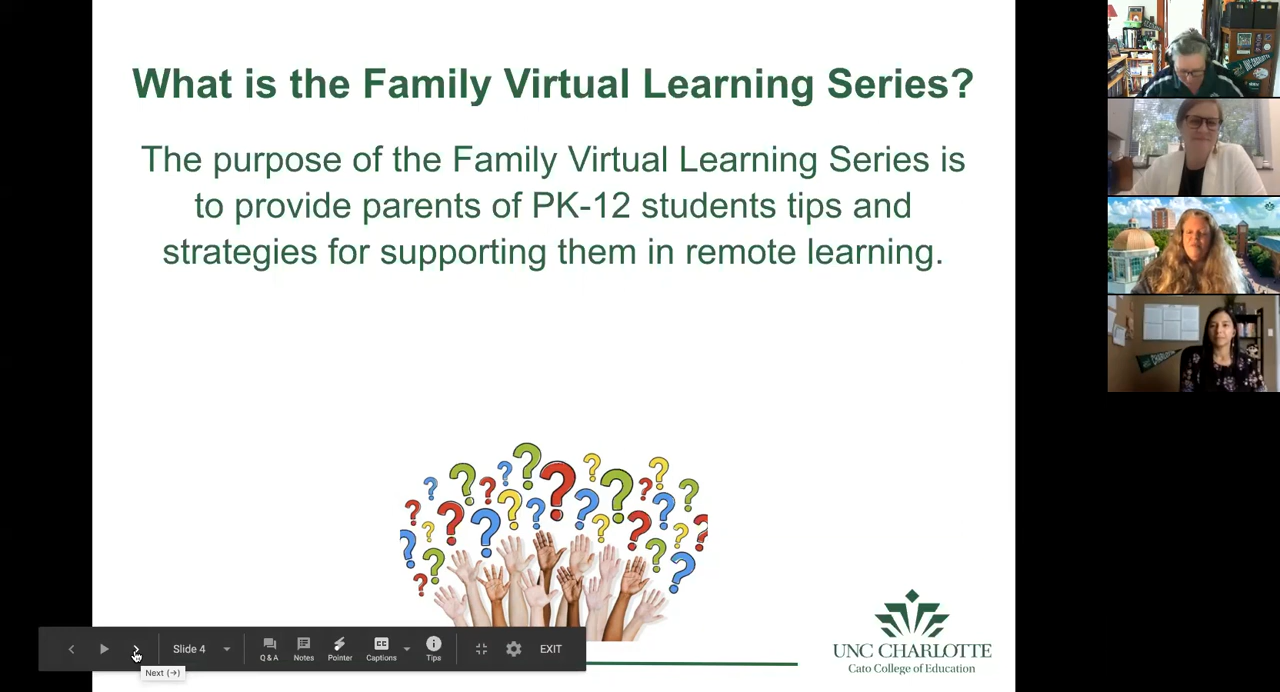 What is the Family Virtual Learning Series?
The purpose of the Family Virtual Learning Series is
to provide parents of PK-12 students tips and
strategies for supporting them in remote learning.
Slide 4
Q & A
Notes
Pointer
Captions
Tips
EXIT
Next (→)
UNC CHARLOTTE
Cato College of Education
CHARLOTTE